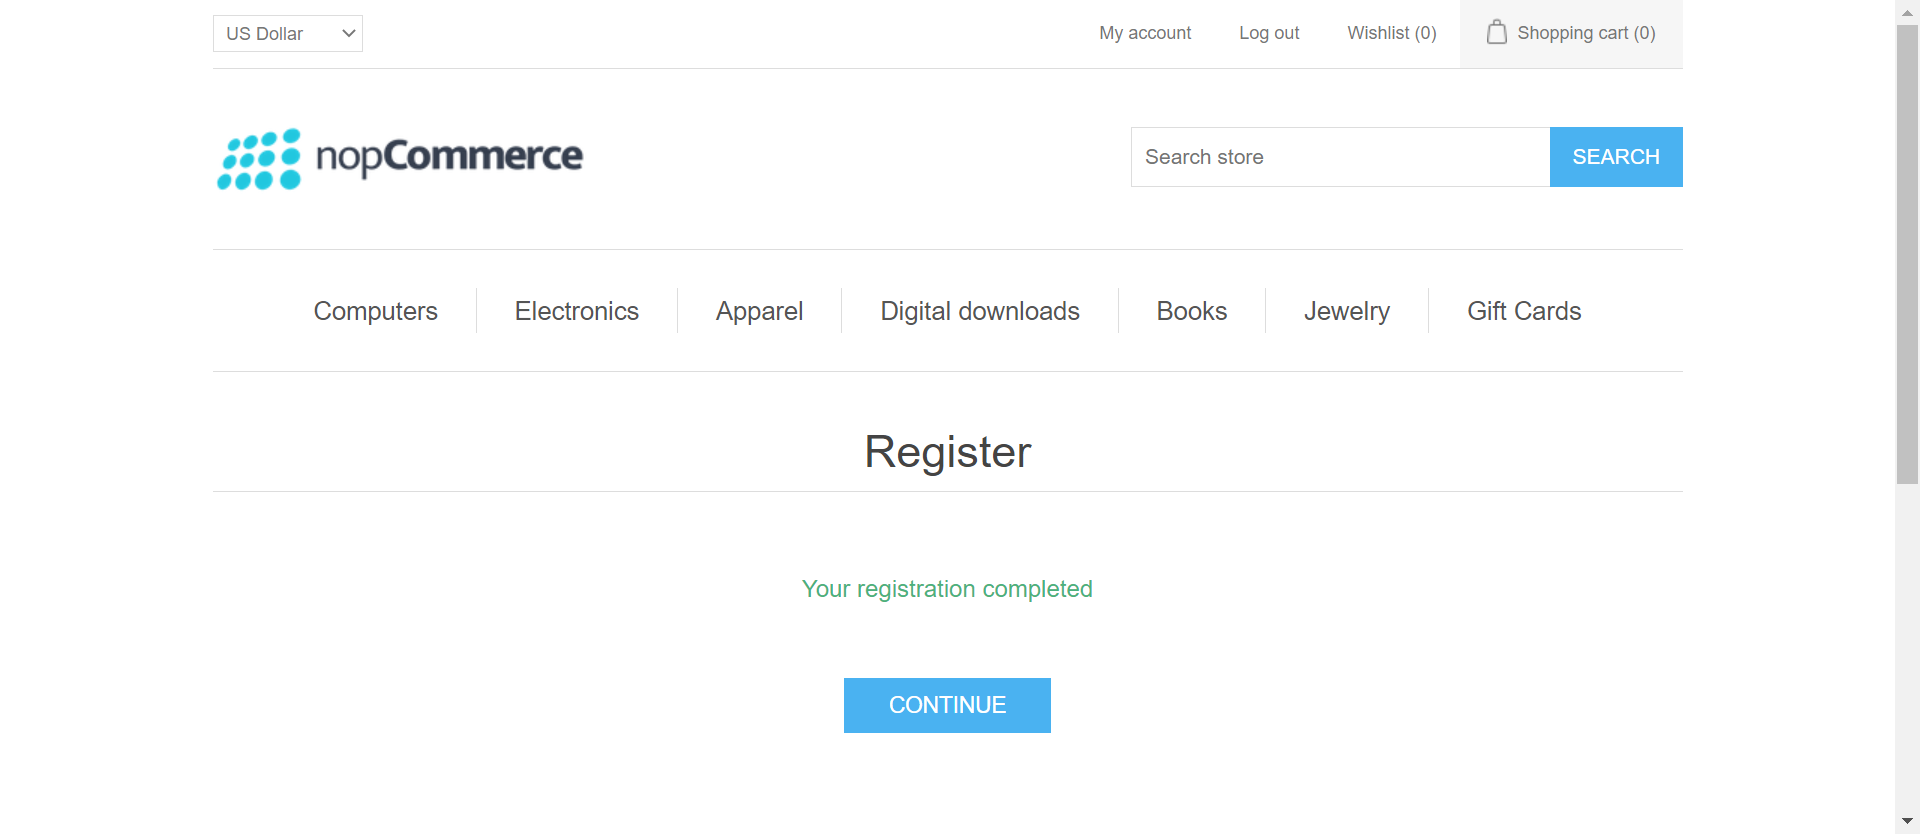 US Dollar
My account
Log out
Wishlist (0)
Shopping cart (0)
nopCommerce
Search store
SEARCH
Computers
Electronics
Apparel
Digital downloads
Books
Jewelry
Gift Cards
Register
Your registration completed
CONTINUE